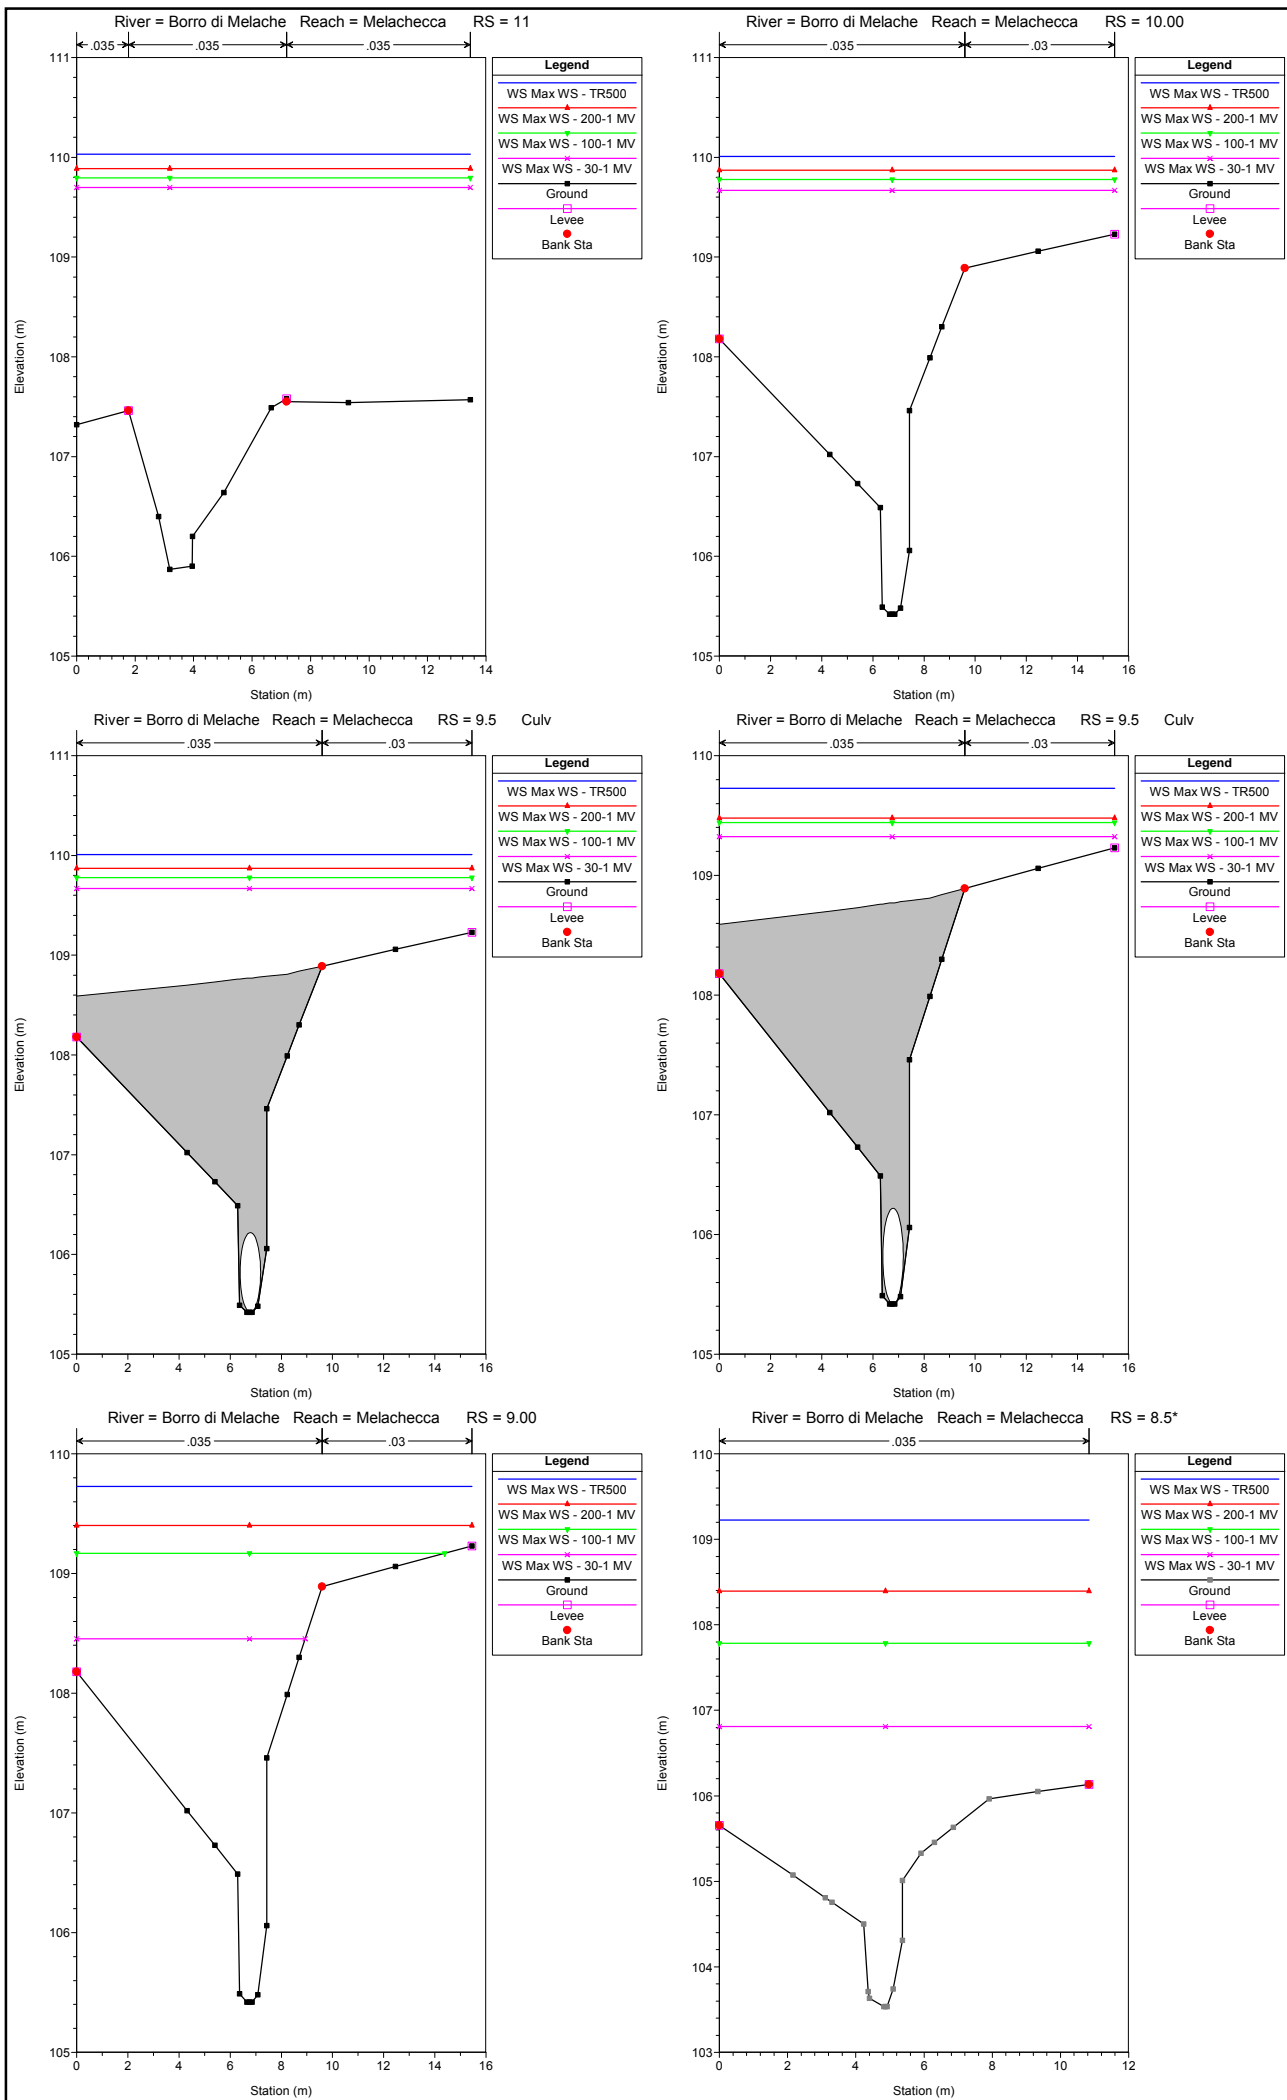 River = Borro di Melache Reach = Melachecca RS = 11
.035 .035 .035
Legend
WS Max WS - TR500
WS Max WS - 200-1 MV
WS Max WS - 100-1 MV
WS Max WS - 30-1 MV
Ground
Levee
Bank Sta
111
110
109
108
107
106
105
Elevation (m)
0 2 4 6 8 10 12 14
Station (m)
River = Borro di Melache Reach = Melachecca RS = 10.00
.035 .03
Legend
WS Max WS - TR500
WS Max WS - 200-1 MV
WS Max WS - 100-1 MV
WS Max WS - 30-1 MV
Ground
Levee
Bank Sta
111
110
109
108
107
106
105
Elevation (m)
0 2 4 6 8 10 12 14 16
Station (m)
River = Borro di Melache Reach = Melachecca RS = 9.5 Culv
.035 .03
Legend
WS Max WS - TR500
WS Max WS - 200-1 MV
WS Max WS - 100-1 MV
WS Max WS - 30-1 MV
Ground
Levee
Bank Sta
111
110
109
108
107
106
105
Elevation (m)
0 2 4 6 8 10 12 14 16
Station (m)
River = Borro di Melache Reach = Melachecca RS = 9.5 Culv
.035 .03
Legend
WS Max WS - TR500
WS Max WS - 200-1 MV
WS Max WS - 100-1 MV
WS Max WS - 30-1 MV
Ground
Levee
Bank Sta
110
109
108
107
106
105
Elevation (m)
0 2 4 6 8 10 12 14 16
Station (m)
River = Borro di Melache Reach = Melachecca RS = 9.00
.035 .03
Legend
WS Max WS - TR500
WS Max WS - 200-1 MV
WS Max WS - 100-1 MV
WS Max WS - 30-1 MV
Ground
Levee
Bank Sta
110
109
108
107
106
105
Elevation (m)
0 2 4 6 8 10 12 14 16
Station (m)
River = Borro di Melache Reach = Melachecca RS = 8.5*
.035
Legend
WS Max WS - TR500
WS Max WS - 200-1 MV
WS Max WS - 100-1 MV
WS Max WS - 30-1 MV
Ground
Levee
Bank Sta
110
109
108
107
106
105
104
103
Elevation (m)
0 2 4 6 8 10 12
Station (m)